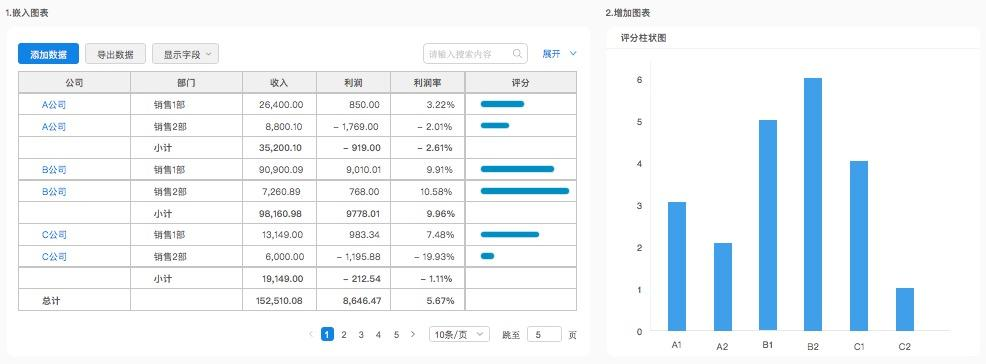 1.嵌入图表
添加数据 导出数据 显示字段 请输入搜索内容 展开
公司 部门 收入 利润 利润率 评分
A公司 销售1部 26,400.00 850.00 3.22%
A公司 销售2部 8,800.10 – 1,769.00 – 2.01%
小计 35,200.10 – 919.00 – 2.61%
B公司 销售1部 90,900.09 9,010.01 9.91%
B公司 销售2部 7,260.89 768.00 10.58%
小计 98,160.98 9778.01 9.96%
C公司 销售1部 13,149.00 983.34 7.48%
C公司 销售2部 6,000.00 – 1,195.88 – 19.93%
小计 19,149.00 – 212.54 – 1.11%
总计 152,510.08 8,646.47 5.67%
1 2 3 4 5 10条/页 跳至 5 页
2.增加图表
评分柱状图
6
5
4
3
2
1
0
A1 A2 B1 B2 C1 C2